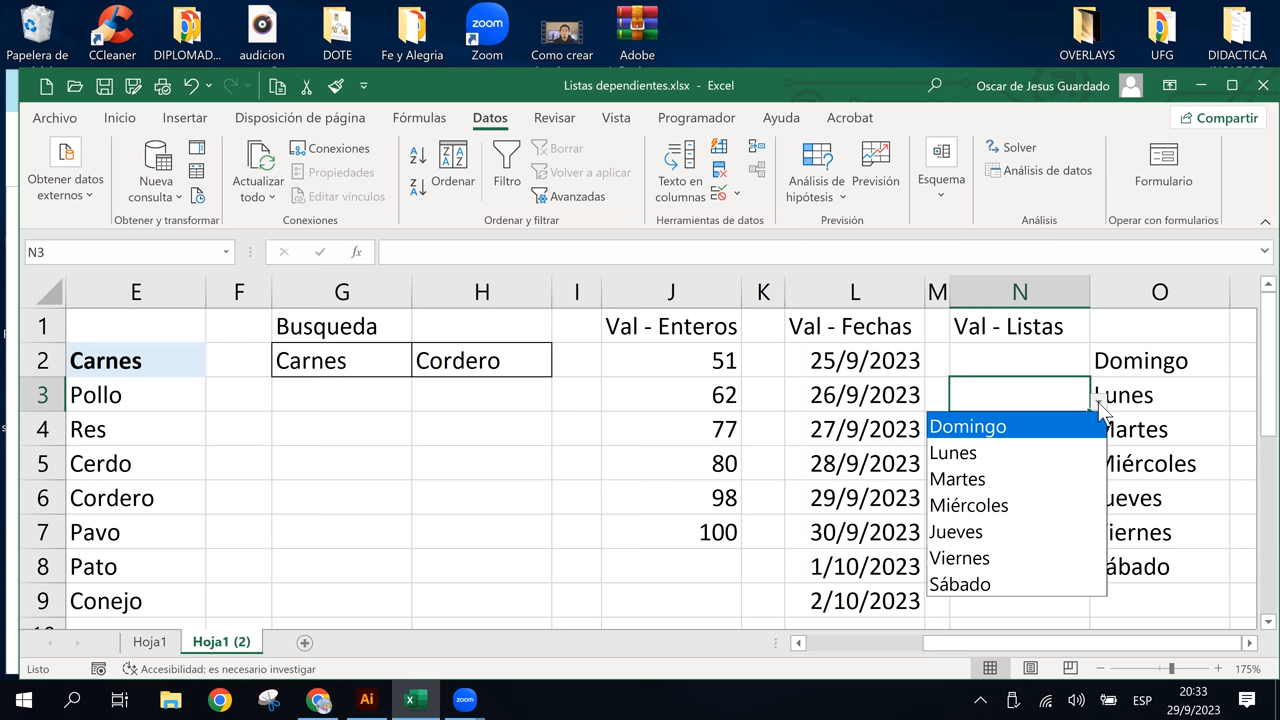 Papelera de
CCleaner
DIPLOMAD...
audicion
DOTE
Fe y Alegria
Zoom
Como crear
Adobe
OVERLAYS
UFG
DIDACTICA
zoom
Listas dependientes.xlsx - Excel
Oscar de Jesus Guardado
Archivo Inicio Insertar Disposición de página Fórmulas Datos Revisar Vista Programador Ayuda Acrobat
Compartir
Obtener datos
externos
Nueva
consulta
Actualizar
todo
Conexiones
Propiedades
Editar vínculos
Ordenar
Filtro
Borrar
Volver a aplicar
Avanzadas
Texto en
columnas
Análisis de
hipótesis
Previsión
Esquema
Solver
Análisis de datos
Formulario
Obtener y transformar
Conexiones
Ordenar y filtrar
Herramientas de datos
Previsión
Análisis
Operar con formularios
N3
fx
E F G H I J K L M N O
1 Busqueda Val - Enteros Val - Fechas Val - Listas
2 Carnes Carnes Cordero 51 25/9/2023 Domingo
3 Pollo 62 26/9/2023 Lunes
4 Res 77 27/9/2023 Martes
5 Cerdo 80 28/9/2023 Miércoles
6 Cordero 98 29/9/2023 Jueves
7 Pavo 100 30/9/2023 Viernes
8 Pato 1/10/2023 Sábado
9 Conejo 2/10/2023
Domingo
Lunes
Martes
Miércoles
Jueves
Viernes
Sábado
Hoja1 Hoja1 (2)
Listo
Accesibilidad: es necesario investigar
175%
Ai
zoom
ESP
20:33
29/9/2023